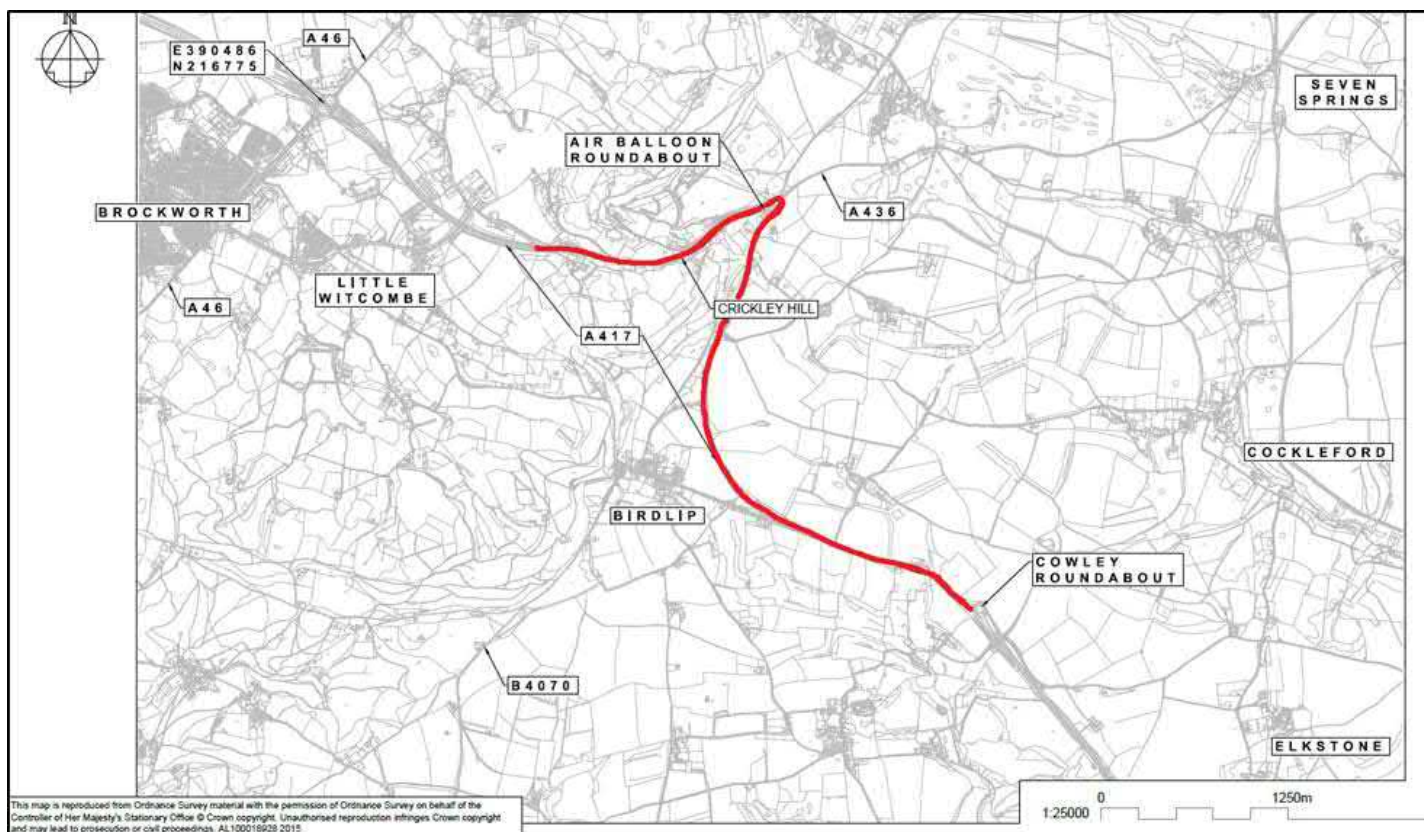 N
E390486
N216775
A46
SEVEN
SPRINGS
AIR BALLOON
ROUNDABOUT
BROCKWORTH
A436
LITTLE
WITCOMBE
A46
CRICKLEY HILL
A417
COCKLEFORD
BIRDLIP
COWLEY
ROUNDABOUT
B4070
ELKSTONE
This map is reproduced from Ordnance Survey material with the permission of Ordnance Survey on behalf of the
Controller of Her Majesty's Stationary Office © Crown copyright. Unauthorised reproduction infringes Crown copyright
and may lead to prosecution or civil proceedings. AL100018928 2015
0 1250m
1:25000